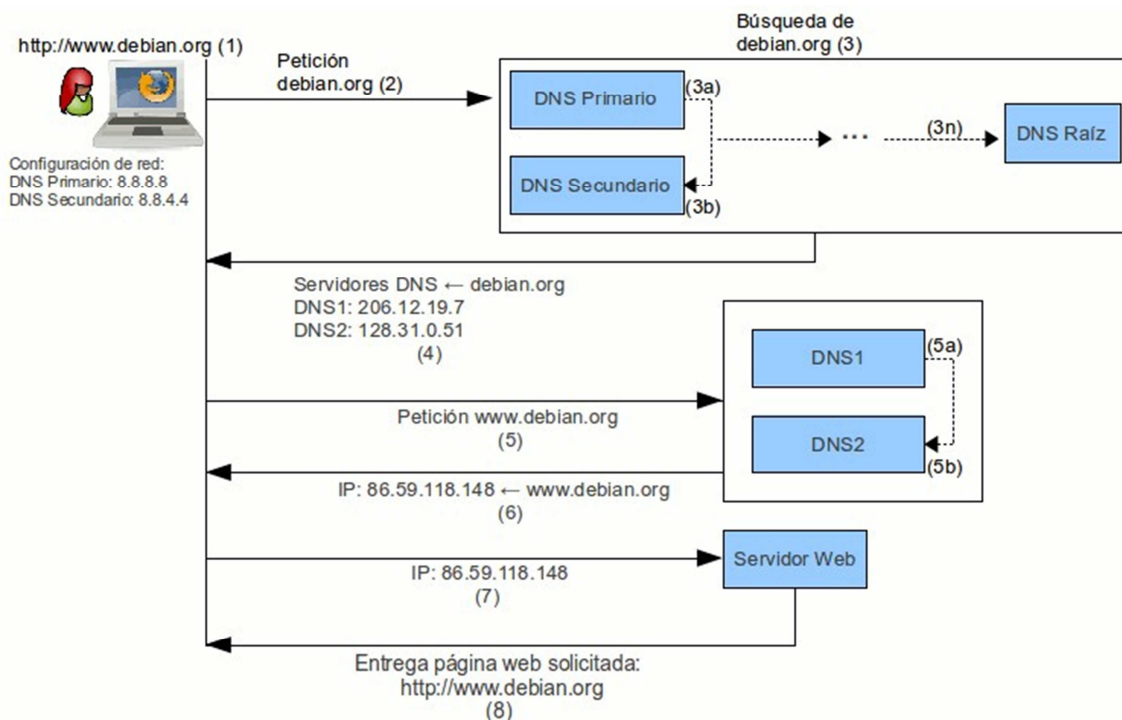 http://www.debian.org (1)
Configuración de red:
DNS Primario: 8.8.8.8
DNS Secundario: 8.8.4.4
Petición
debian.org (2)
Búsqueda de
debian.org (3)
DNS Primario
(3a)
DNS Secundario
(3b)
...
(3n)
DNS Raíz
Servidores DNS ← debian.org
DNS1: 206.12.19.7
DNS2: 128.31.0.51
(4)
DNS1
(5a)
DNS2
(5b)
Petición www.debian.org
(5)
IP: 86.59.118.148 ← www.debian.org
(6)
IP: 86.59.118.148
(7)
Servidor Web
Entrega página web solicitada:
http://www.debian.org
(8)